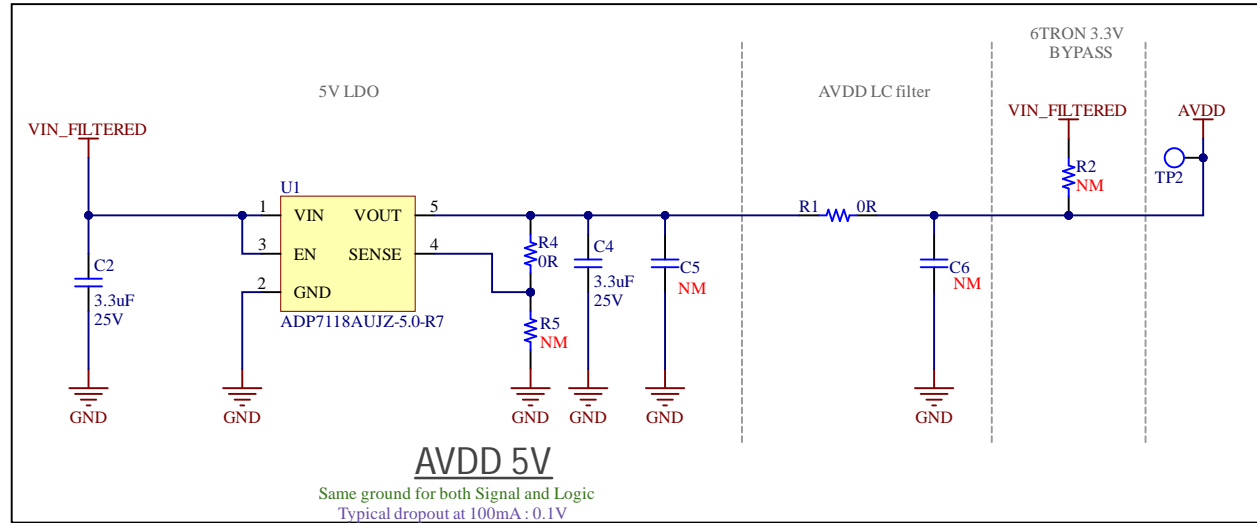 6TRON 3.3V
BYPASS
5V LDO
AVDD LC filter
VIN_FILTERED
VIN_FILTERED
AVDD
TP2
R2
NM
U1
1
VIN
VOUT
5
R1
0R
3
EN
SENSE
4
R4
0R
C4
3.3uF
25V
C5
NM
C6
NM
C2
3.3uF
25V
2
GND
ADP7118AUJZ-5.0-R7
R5
NM
GND
GND
GND
GND
GND
GND
AVDD 5V
Same ground for both Signal and Logic
Typical dropout at 100mA : 0.1V